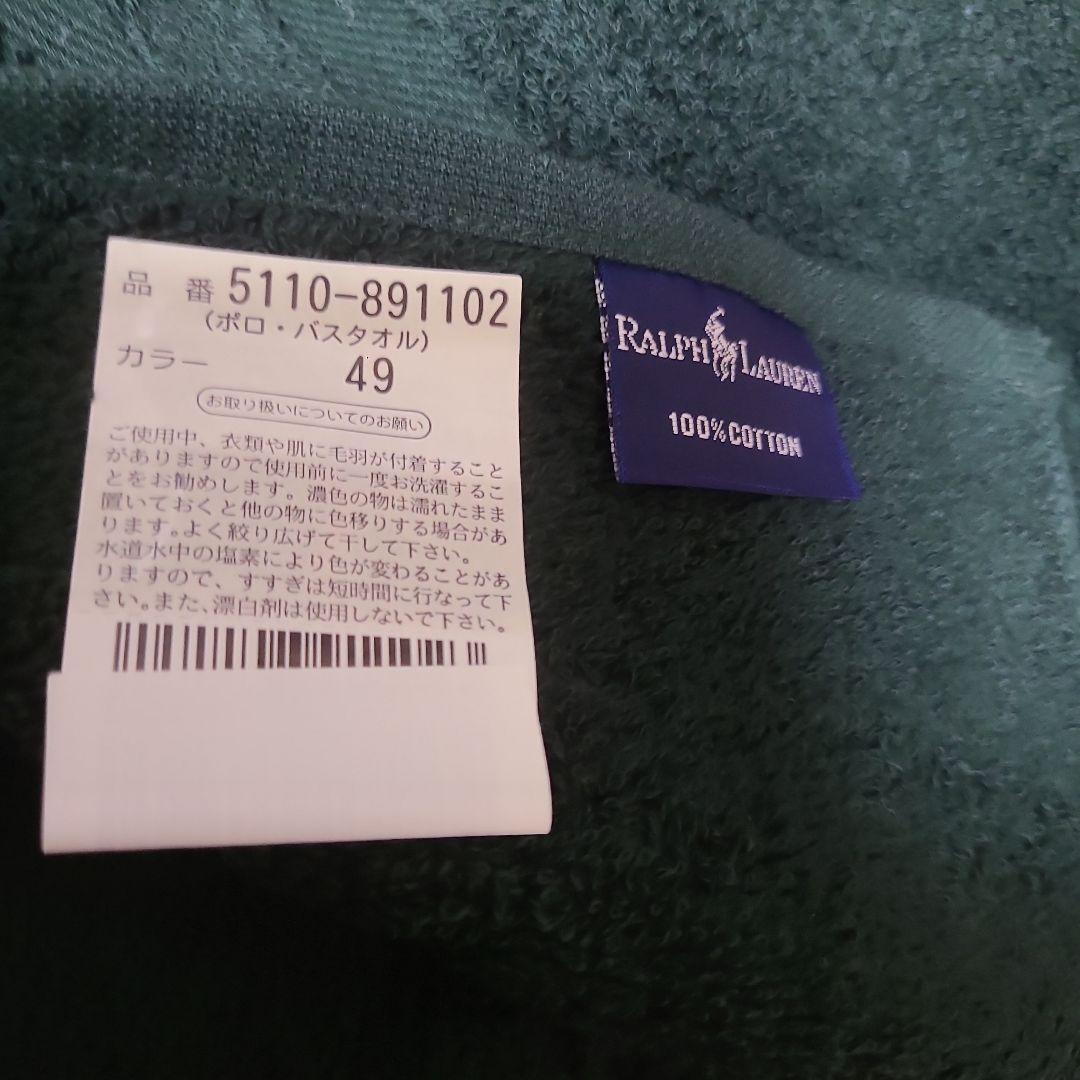 品 番 5110-891102
(ポロ・バスタオル)
カラー 49
お取り扱いについてのお願い
ご使用中、衣類や肌に毛羽が付着すること
がありますので使用前に一度お洗濯するこ
とをお勧めします。濃色の物は濡れたまま
置いておくと他の物に色移りする場合があ
ります。よく絞り広げて干して下さい。
水道水中の塩素により色が変わることがあ
りますので、すすぎは短時間に行なって下
さい。また、漂白剤は使用しないで下さい。
RALPH LAUREN
100% COTTON